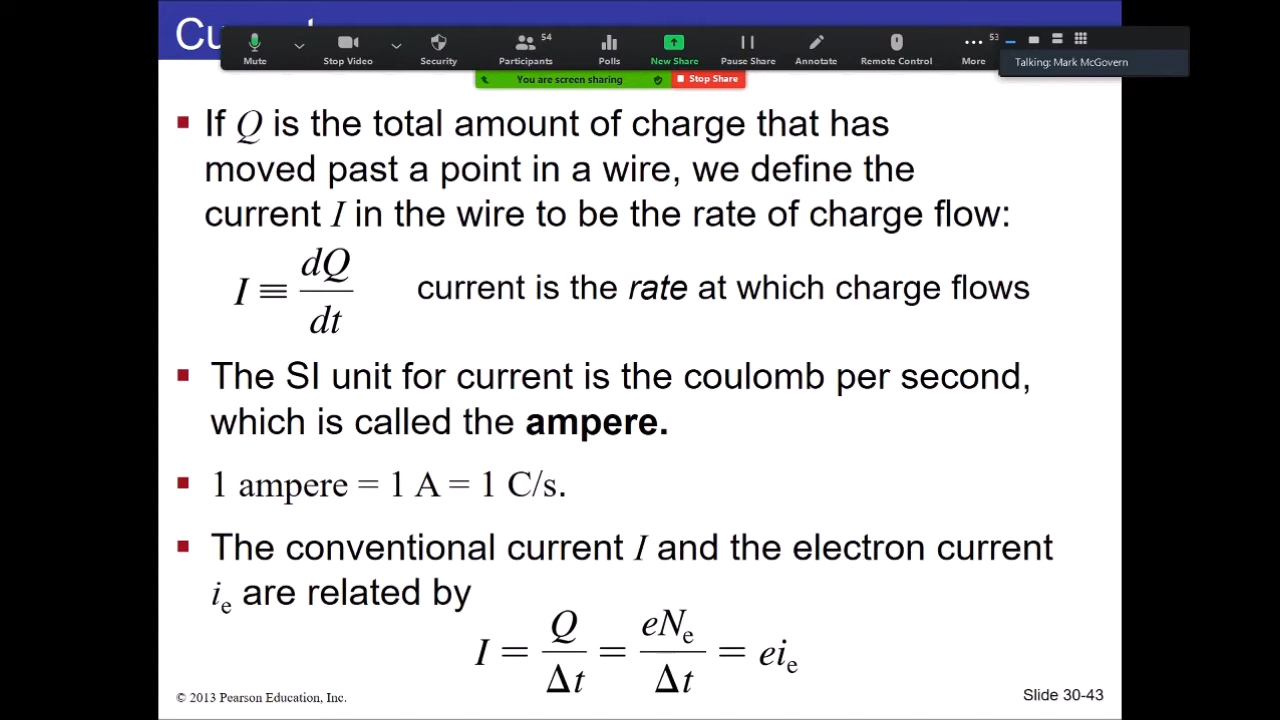 Cu
54
53
Mute
Stop Video
Security
Participants
Polls
New Share
Pause Share
Annotate
Remote Control
More
Talking: Mark McGovern
You are screen sharing
Stop Share
If Q is the total amount of charge that has
moved past a point in a wire, we define the
current I in the wire to be the rate of charge flow:
I ≡ dQ/dt current is the rate at which charge flows
The SI unit for current is the coulomb per second,
which is called the ampere.
1 ampere = 1 A = 1 C/s.
The conventional current I and the electron current
iₑ are related by
I = Q/Δt = eNₑ/Δt = eiₑ
© 2013 Pearson Education, Inc.
Slide 30-43